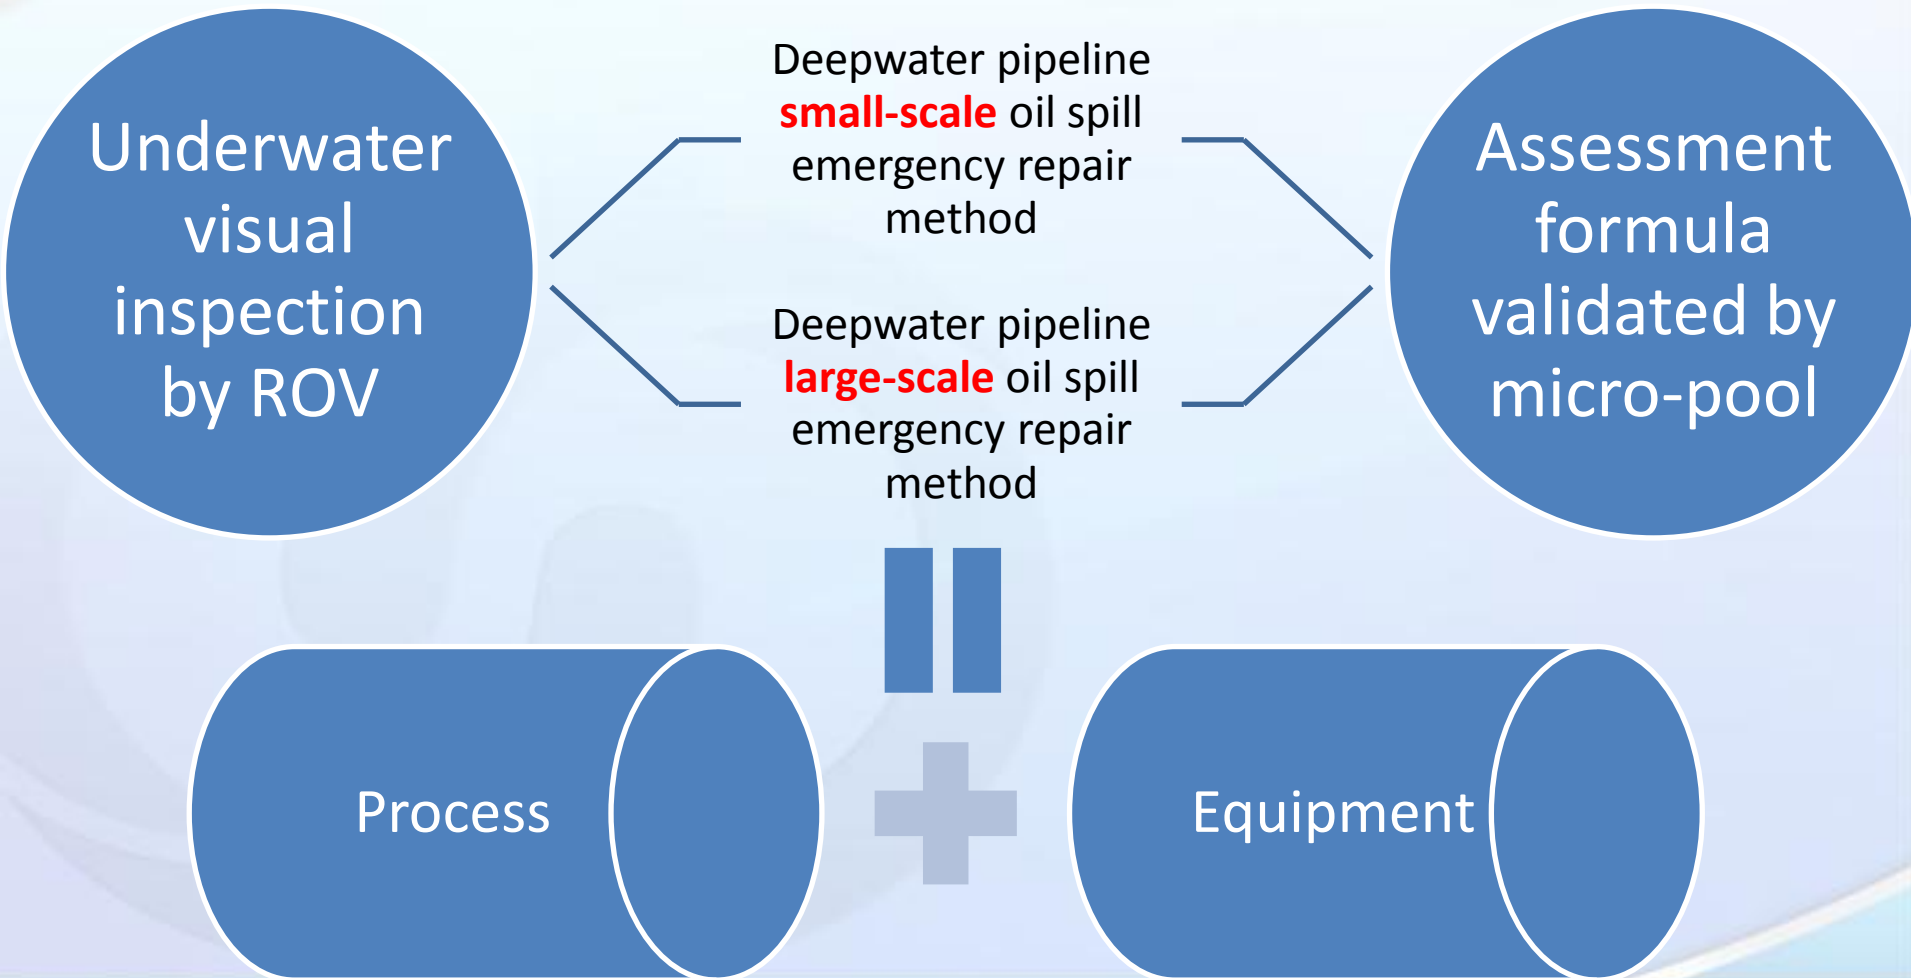 Underwater
visual
inspection
by ROV
Deepwater pipeline
small-scale oil spill
emergency repair
method
Deepwater pipeline
large-scale oil spill
emergency repair
method
Assessment
formula
validated by
micro-pool
Process
Equipment